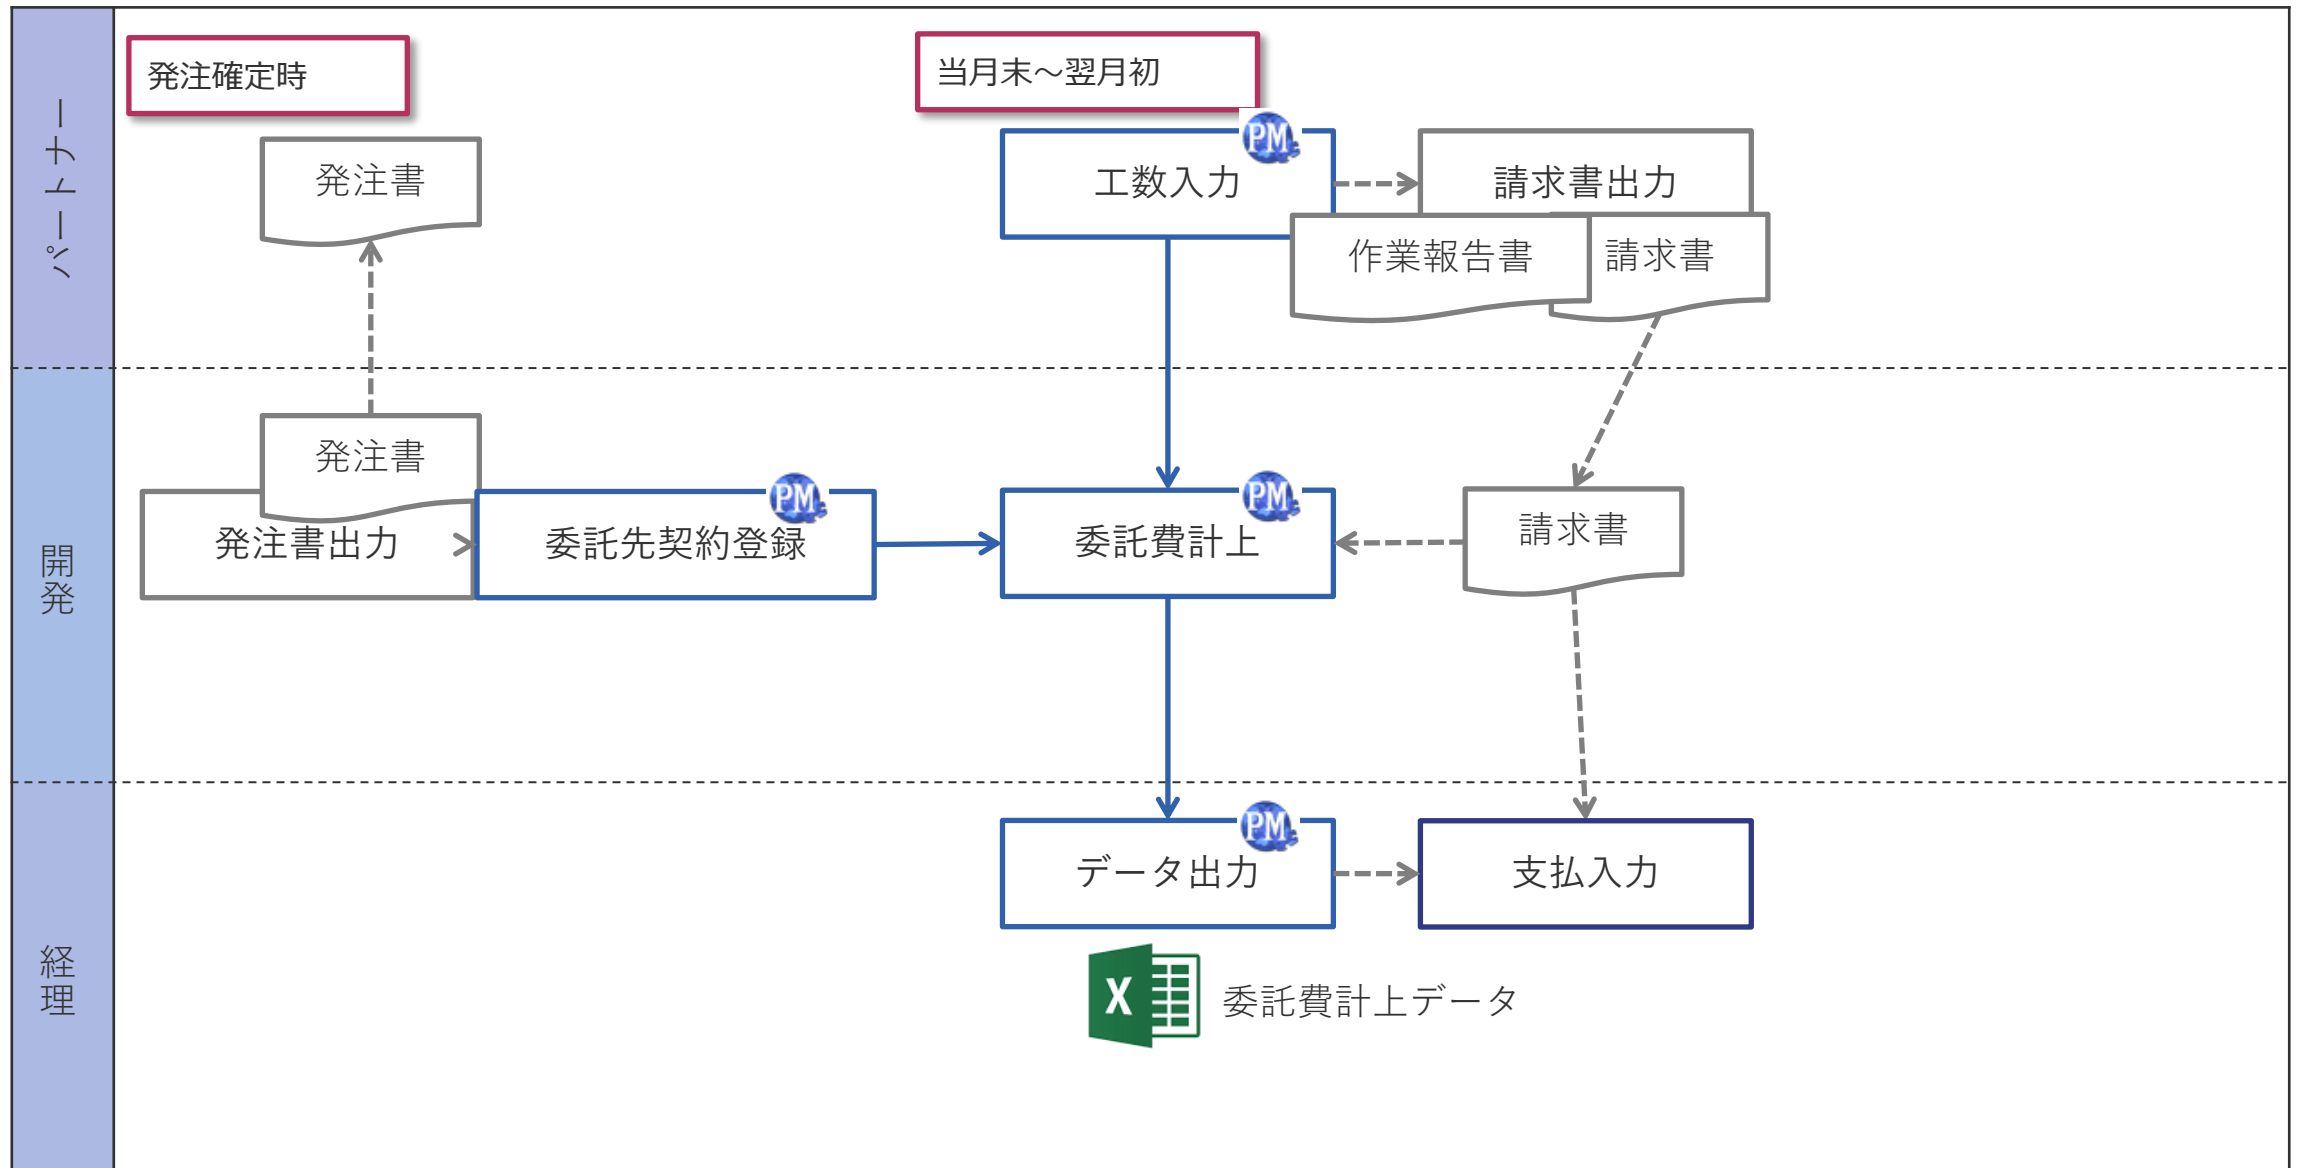 発注確定時
当月末～翌月初
パートナー
発注書
工数入力
PM
請求書出力
作業報告書
請求書
開発
発注書
発注書出力
委託先契約登録
PM
委託費計上
PM
請求書
経理
データ出力
PM
支払入力
X
委託費計上データ